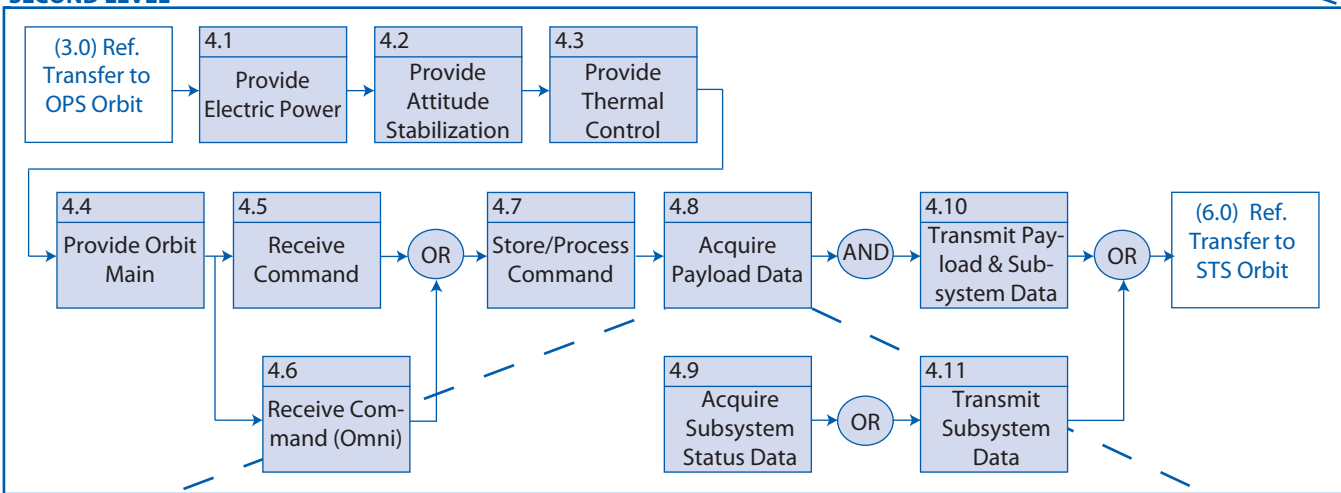 SECOND LEVEL
(3.0) Ref.
Transfer to
OPS Orbit
4.1
Provide
Electric Power
4.2
Provide
Attitude
Stabilization
4.3
Provide
Thermal
Control
4.4
Provide Orbit
Main
4.5
Receive
Command
OR
4.7
Store/Process
Command
4.8
Acquire
Payload Data
AND
4.10
Transmit Pay-
load & Sub-
system Data
OR
(6.0) Ref.
Transfer to
STS Orbit
4.6
Receive Com-
mand (Omni)
4.9
Acquire
Subsystem
Status Data
OR
4.11
Transmit
Subsystem
Data